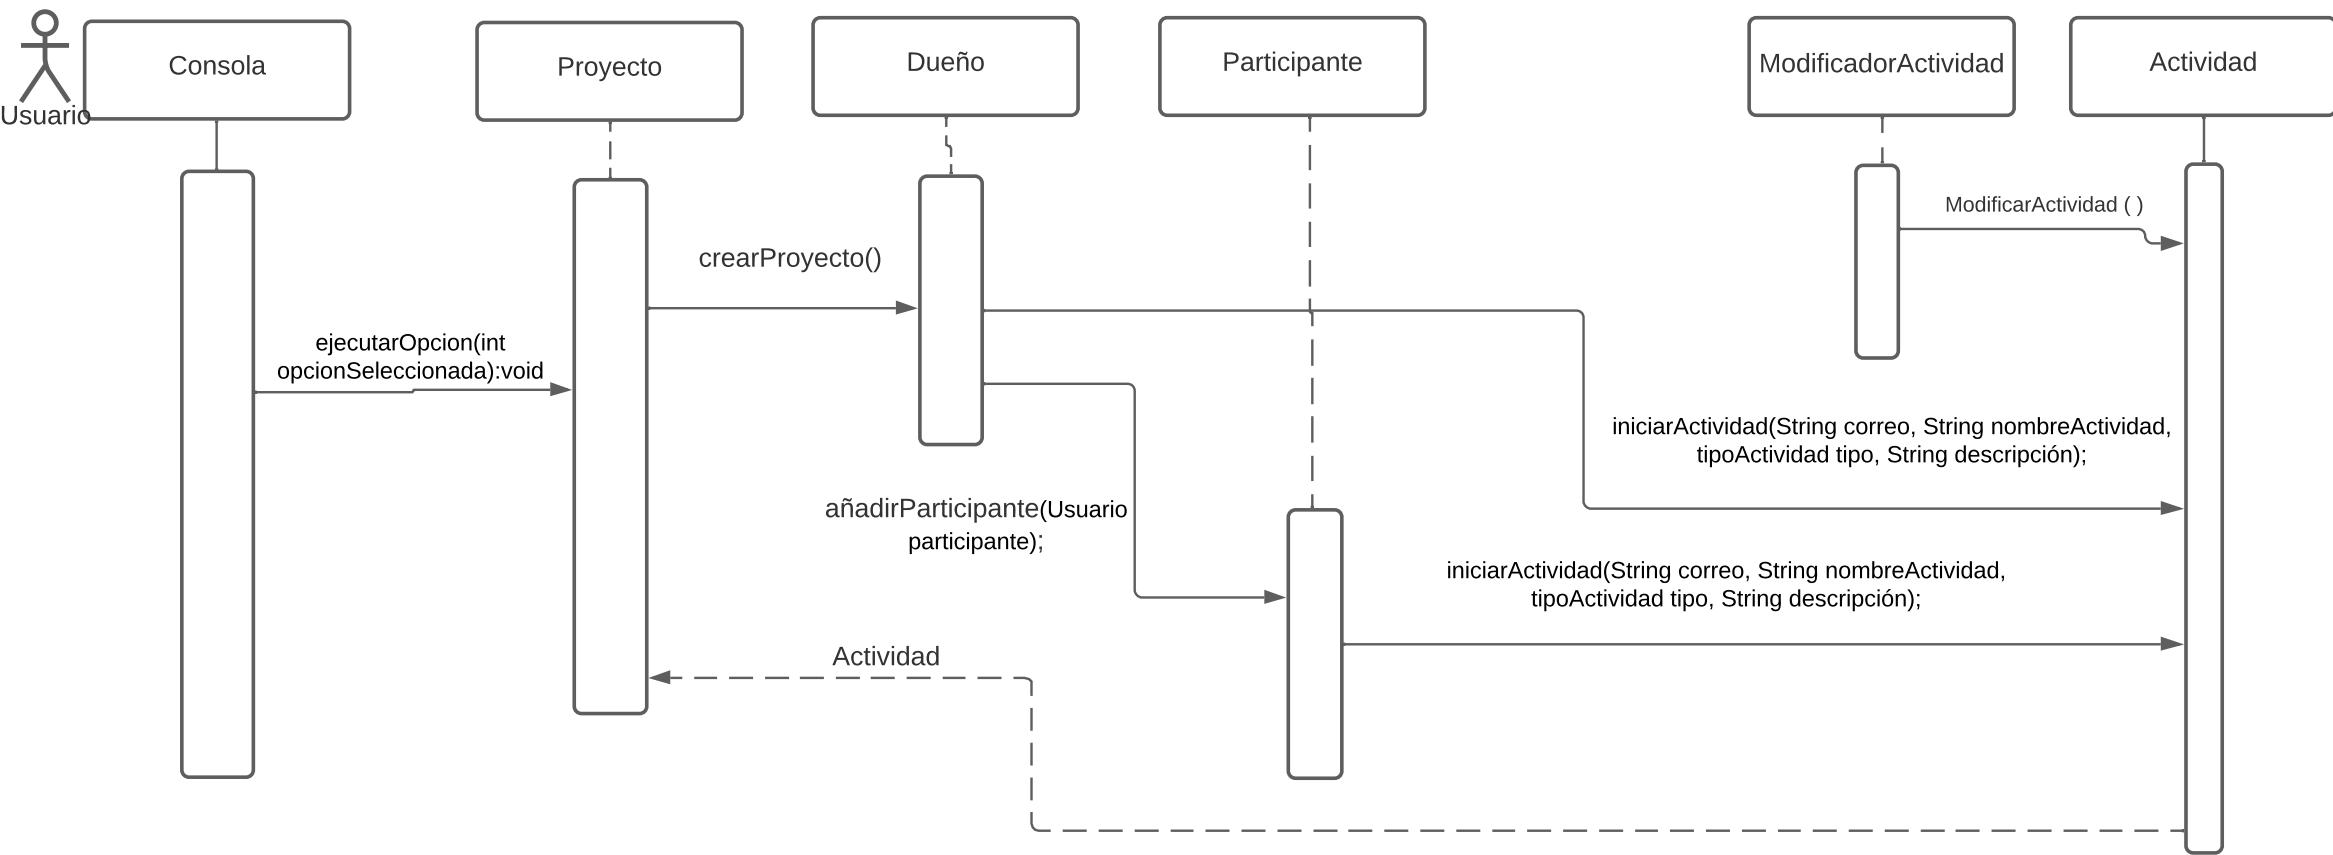 Usuario
Consola
Proyecto
Dueño
Participante
ModificadorActividad
Actividad
ModificarActividad ( )
crearProyecto()
ejecutarOpcion(int
opcionSeleccionada):void
iniciarActividad(String correo, String nombreActividad,
tipoActividad tipo, String descripción);
añadirParticipante(Usuario
participante);
iniciarActividad(String correo, String nombreActividad,
tipoActividad tipo, String descripción);
Actividad